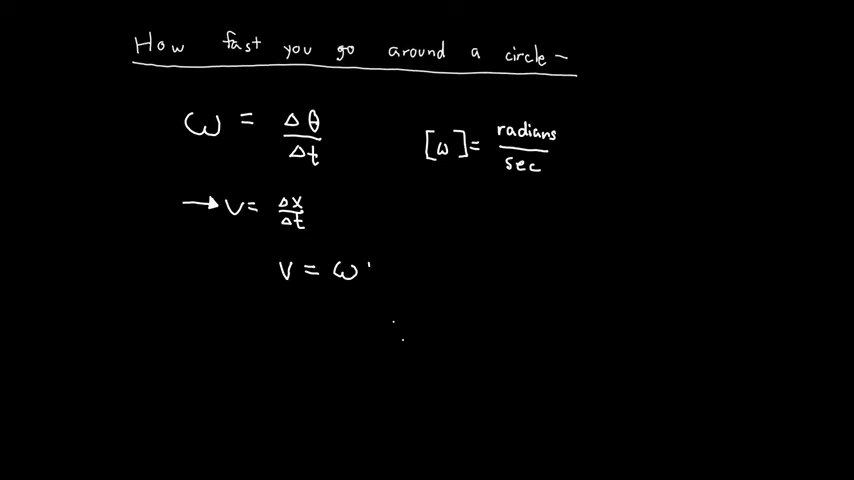 How fast you go around a circle –
ω = Δθ/Δt
[ω] = radians/sec
→ v = Δx/Δt
v = ω